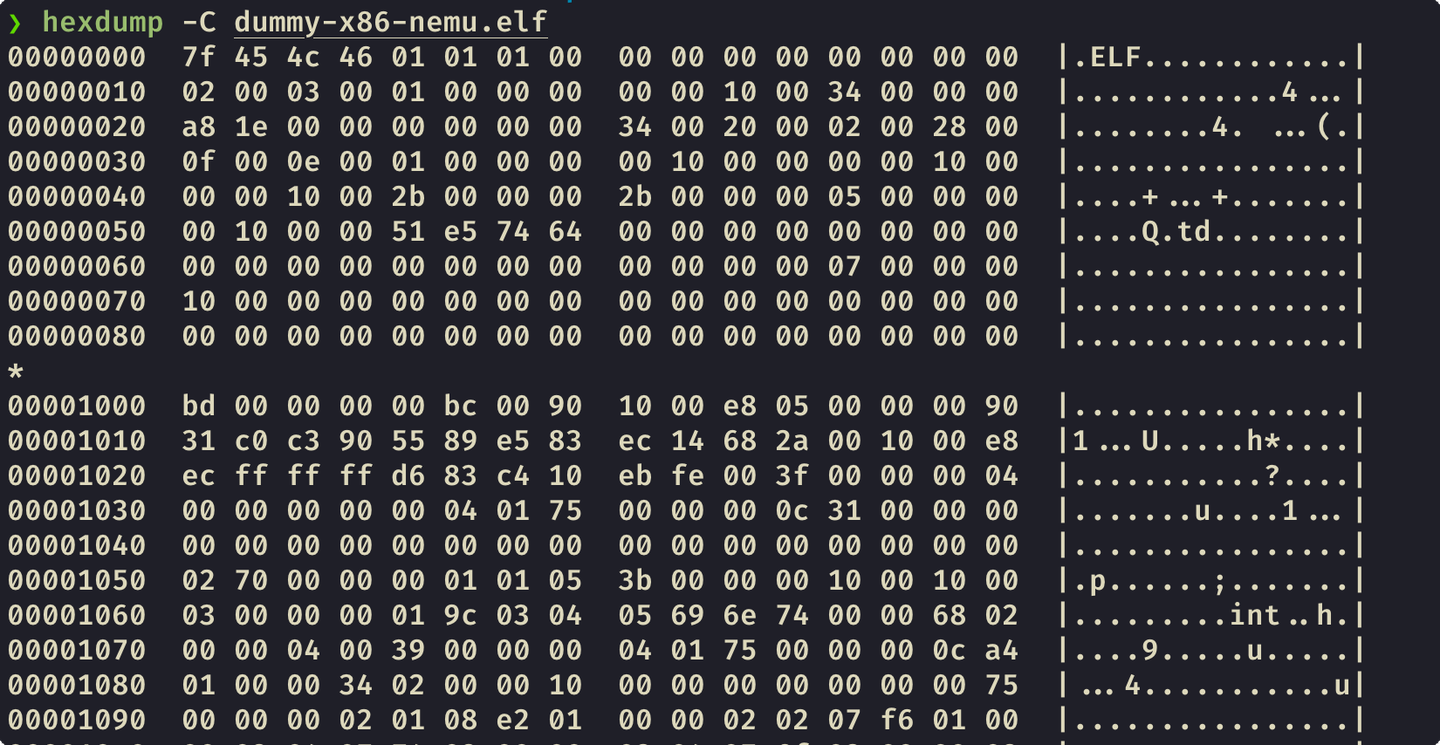 ❯ hexdump -C dummy-x86-nemu.elf
00000000  7f 45 4c 46 01 01 01 00  00 00 00 00 00 00 00 00  |.ELF............|
00000010  02 00 03 00 01 00 00 00  00 00 10 00 34 00 00 00  |............4...|
00000020  a8 1e 00 00 00 00 00 00  34 00 20 00 02 00 28 00  |........4. ...(.|
00000030  0f 00 0e 00 01 00 00 00  00 10 00 00 00 00 10 00  |................|
00000040  00 00 10 00 2b 00 00 00  2b 00 00 00 05 00 00 00  |....+...+.......|
00000050  00 10 00 00 51 e5 74 64  00 00 00 00 00 00 00 00  |....Q.td........|
00000060  00 00 00 00 00 00 00 00  00 00 00 00 07 00 00 00  |................|
00000070  10 00 00 00 00 00 00 00  00 00 00 00 00 00 00 00  |................|
00000080  00 00 00 00 00 00 00 00  00 00 00 00 00 00 00 00  |................|
*
00001000  bd 00 00 00 00 bc 00 90  10 00 e8 05 00 00 00 90  |................|
00001010  31 c0 c3 90 55 89 e5 83  ec 14 68 2a 00 10 00 e8  |1...U.....h*....|
00001020  ec ff ff ff d6 83 c4 10  eb fe 00 3f 00 00 00 04  |...........?....|
00001030  00 00 00 00 00 04 01 75  00 00 00 0c 31 00 00 00  |.......u....1...|
00001040  00 00 00 00 00 00 00 00  00 00 00 00 00 00 00 00  |................|
00001050  02 70 00 00 00 01 01 05  3b 00 00 00 10 00 10 00  |.p......;.......|
00001060  03 00 00 00 01 9c 03 04  05 69 6e 74 00 00 68 02  |.........int..h.|
00001070  00 00 04 00 39 00 00 00  04 01 75 00 00 00 0c a4  |....9.....u.....|
00001080  01 00 00 34 02 00 00 10  00 00 00 00 00 00 00 75  |...4...........u|
00001090  00 00 00 02 01 08 e2 01  00 00 02 02 07 f6 01 00  |................|